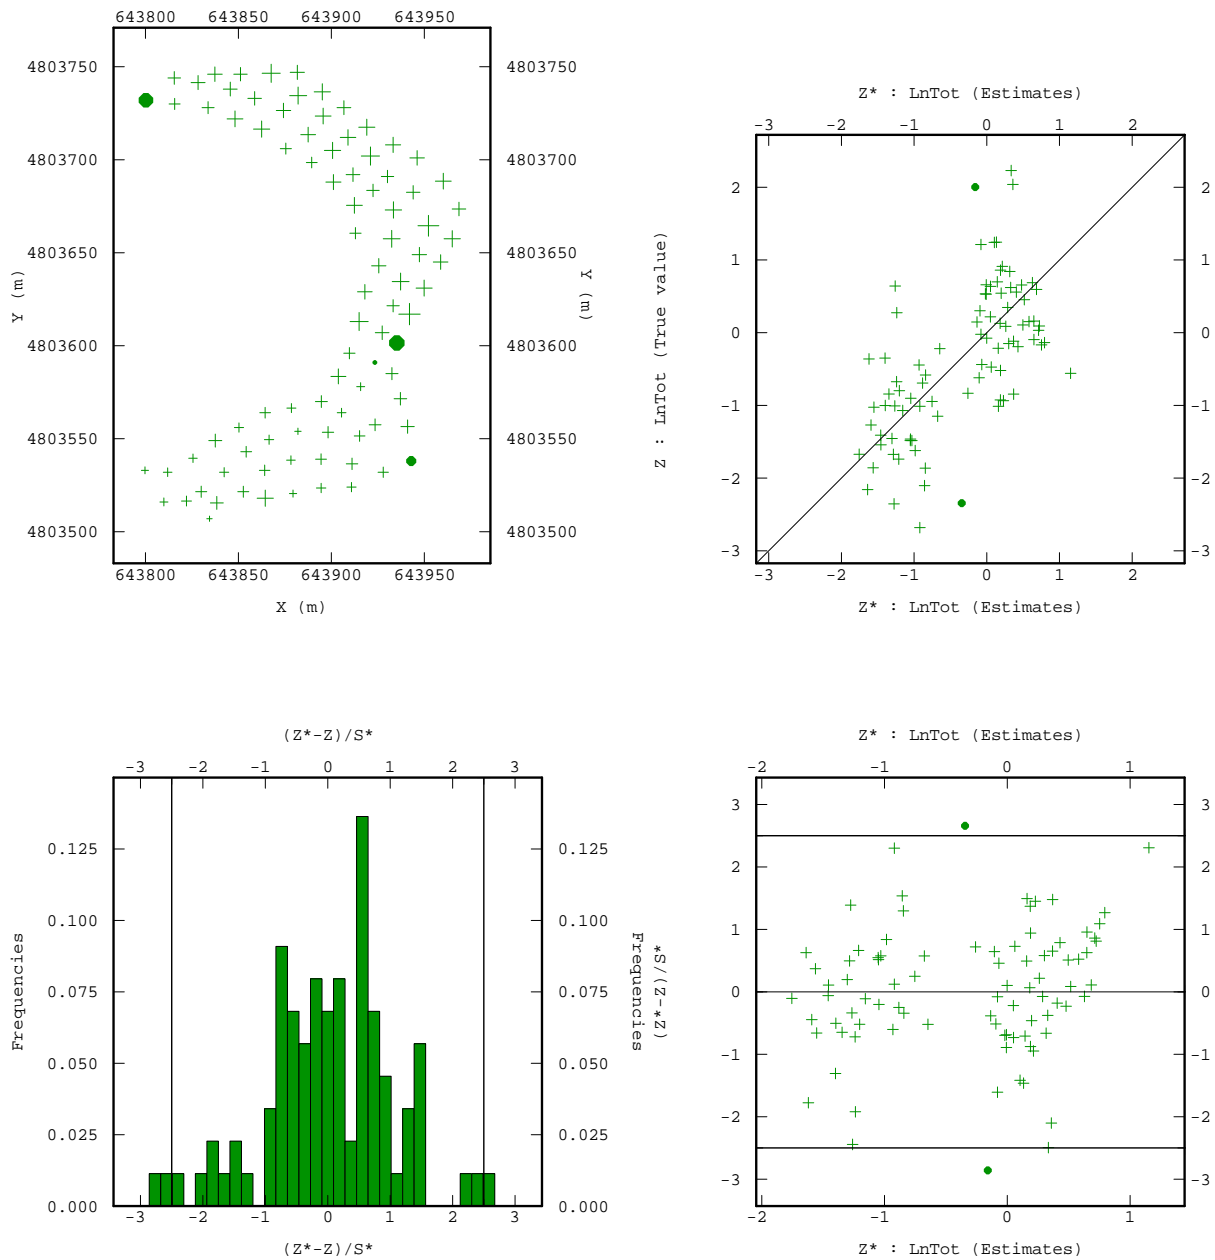 643800 643850 643900 643950
4803750 4803750
4803700 4803700
4803650 4803650
4803600 4803600
4803550 4803550
4803500 4803500
643800 643850 643900 643950
X (m)
Y (m)
Y (m)
Z* : LnTot (Estimates)
-3 -2 -1 0 1 2
2 2
1 1
0 0
-1 -1
-2 -2
-3 -3
-3 -2 -1 0 1 2
Z* : LnTot (Estimates)
Z : LnTot (True value)
(Z*-Z)/S*
-3 -2 -1 0 1 2 3
0.125 0.125
0.100 0.100
0.075 0.075
0.050 0.050
0.025 0.025
0.000 0.000
-3 -2 -1 0 1 2 3
(Z*-Z)/S*
Frequencies
Frequencies
Z* : LnTot (Estimates)
-2 -1 0 1
3 3
2 2
1 1
0 0
-1 -1
-2 -2
-3 -3
-2 -1 0 1
Z* : LnTot (Estimates)
(Z*-Z)/S*